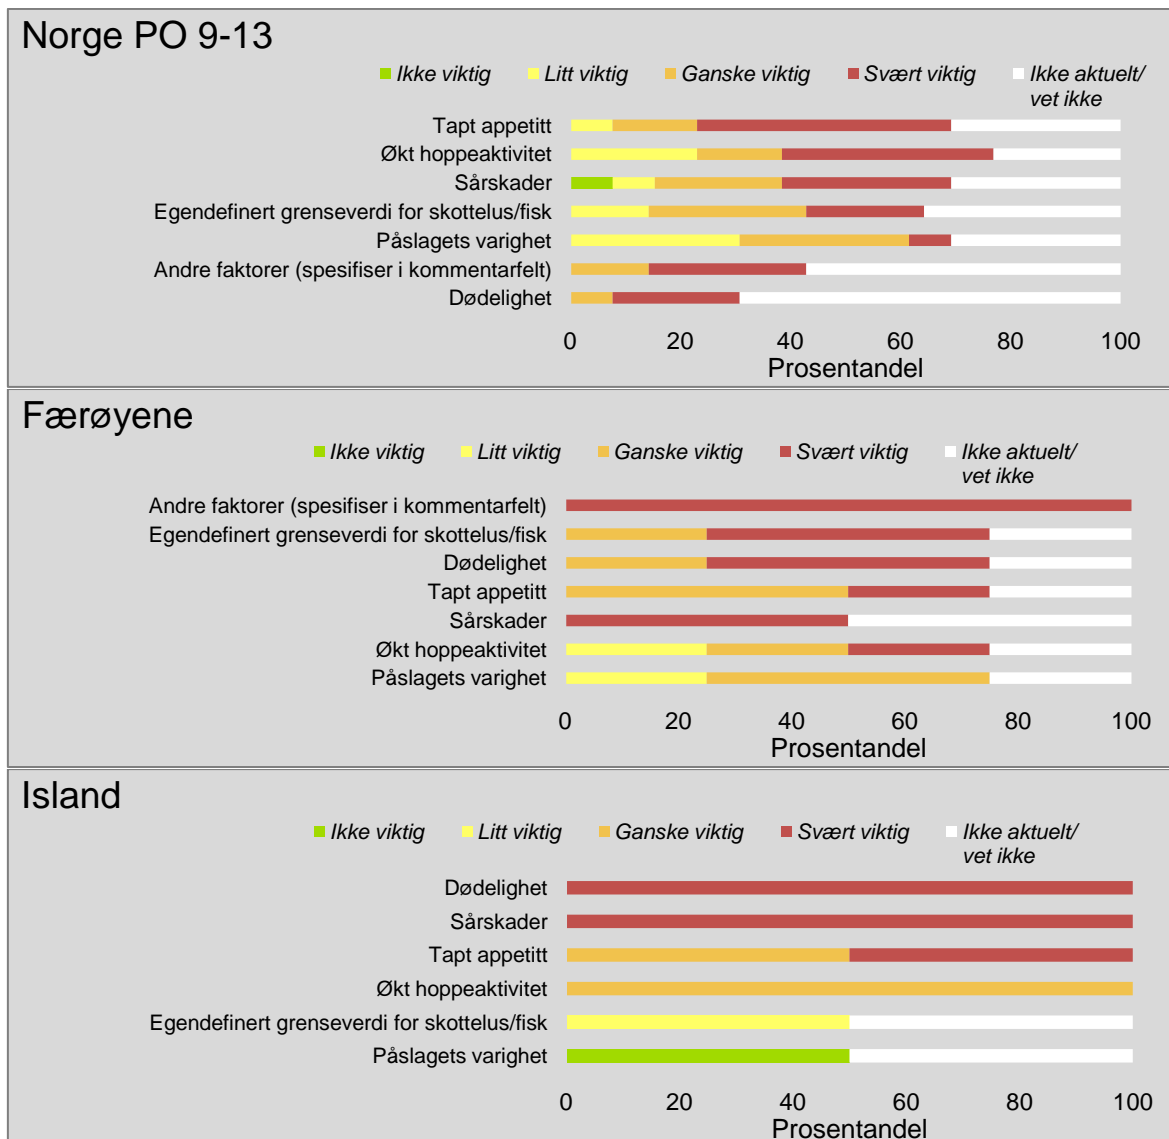 Norge PO 9-13
Ikke viktig Litt viktig Ganske viktig Svært viktig Ikke aktuelt/
vet ikke
Tapt appetitt
Økt hoppeaktivitet
Sårskader
Egendefinert grenseverdi for skottelus/fisk
Påslagets varighet
Andre faktorer (spesifiser i kommentarfelt)
Dødelighet
0 20 40 60 80 100
Prosentandel
Færøyene
Ikke viktig Litt viktig Ganske viktig Svært viktig Ikke aktuelt/
vet ikke
Andre faktorer (spesifiser i kommentarfelt)
Egendefinert grenseverdi for skottelus/fisk
Dødelighet
Tapt appetitt
Sårskader
Økt hoppeaktivitet
Påslagets varighet
0 20 40 60 80 100
Prosentandel
Island
Ikke viktig Litt viktig Ganske viktig Svært viktig Ikke aktuelt/
vet ikke
Dødelighet
Sårskader
Tapt appetitt
Økt hoppeaktivitet
Egendefinert grenseverdi for skottelus/fisk
Påslagets varighet
0 20 40 60 80 100
Prosentandel